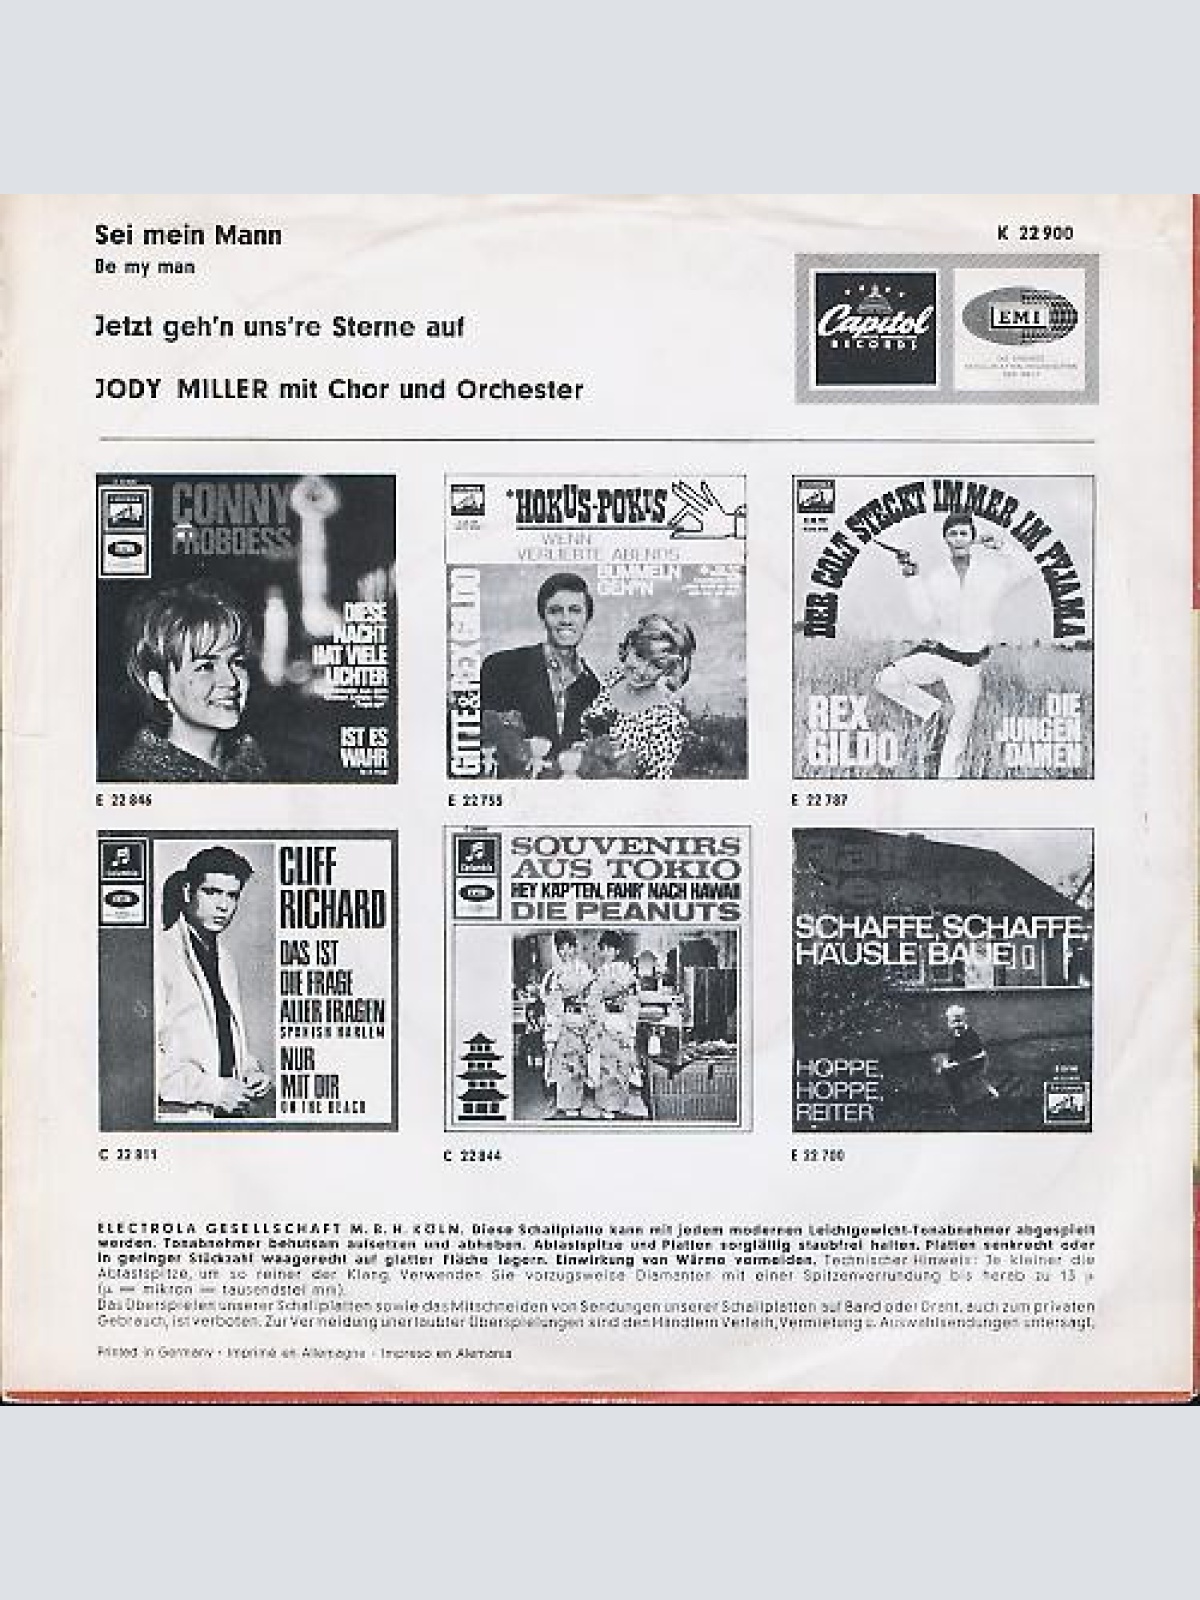 Sei mein Mann
Be my man
Jetzt geh'n uns're Sterne auf
JODY MILLER mit Chor und Orchester
K 22 900
Capitol
RECORDS
EMI
CONNY
FROBOESS
DIESE
NACHT
HAT VIELE
LICHTER
IST ES
WAHR
E 22 846
HOKUS-POKUS
WENN
VERLIEBTE ABENDS
BUMMELN
GEH'N
GITTE & REX GILDO
E 22 755
DER COLT STECKT IMMER IM PYJAMA
REX
GILDO
DIE
JUNGEN
DAMEN
E 22 787
Columbia
CLIFF
RICHARD
DAS IST
DIE FRAGE
ALLER FRAGEN
SPANISH HARLEM
NUR
MIT DIR
ON THE BEACH
C 22 811
Columbia
SOUVENIRS
AUS TOKIO
HEY KÄP'TEN, FAHR' NACH HAWAII
DIE PEANUTS
C 22 844
SCHAFFE, SCHAFFE,
HÄUSLE BAUE
HOPPE,
HOPPE,
REITER
E 22 780
ELECTROLA GESELLSCHAFT M. B. H. KÖLN. Diese Schallplatte kann mit jedem modernen Leichtgewicht-Tonabnehmer abgespielt
werden. Tonabnehmer behutsam aufsetzen und abheben. Abtastspitze und Platten sorgfältig staubfrei halten. Platten senkrecht oder
in geringer Stückzahl waagerecht auf glatter Fläche lagern. Einwirkung von Wärme vermeiden. Technischer Hinweis: Je kleiner die
Abtastspitze, um so reiner der Klang. Verwenden Sie vorzugsweise Diamanten mit einer Spitzenverrundung bis herab zu 13 µ
(µ = mikron = tausendstel mm).
Das Überspielen unserer Schallplatten sowie das Mitschneiden von Sendungen unserer Schallplatten auf Band oder Draht, auch zum privaten
Gebrauch, ist verboten. Zur Vermeidung unerlaubter Überspielungen sind den Händlern Verleih, Vermietung u. Auswahlsendungen untersagt.
Printed in Germany · Imprimé en Allemagne · Impreso en Alemania